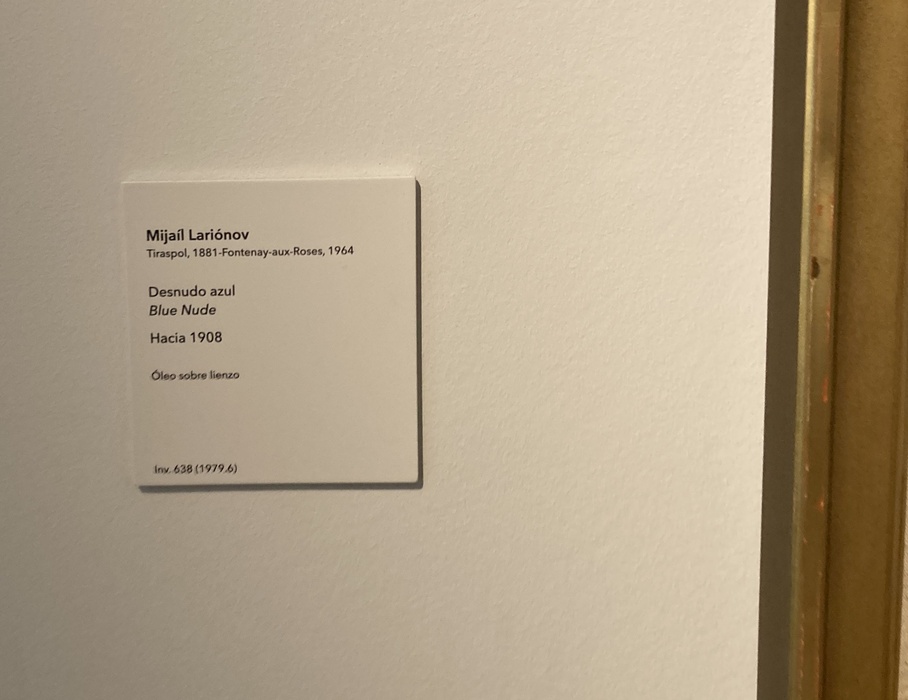 Mijaíl Lariónov
Tiraspol, 1881-Fontenay-aux-Roses, 1964
Desnudo azul
Blue Nude
Hacia 1908
Óleo sobre lienzo
Inv. 638 (1979.6)